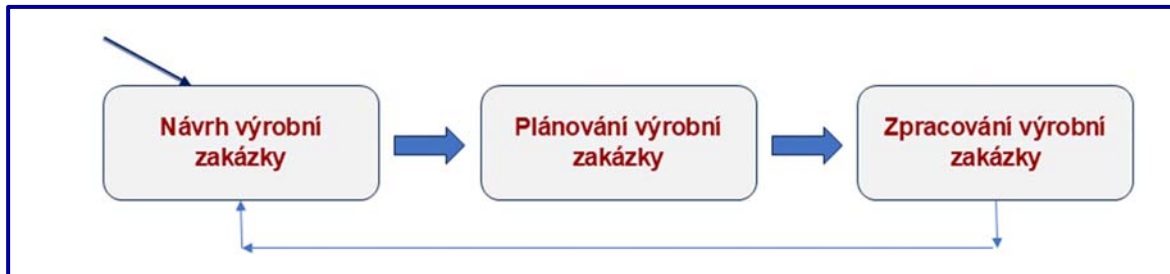 Návrh výrobní
zakázky
Plánování výrobní
zakázky
Zpracování výrobní
zakázky